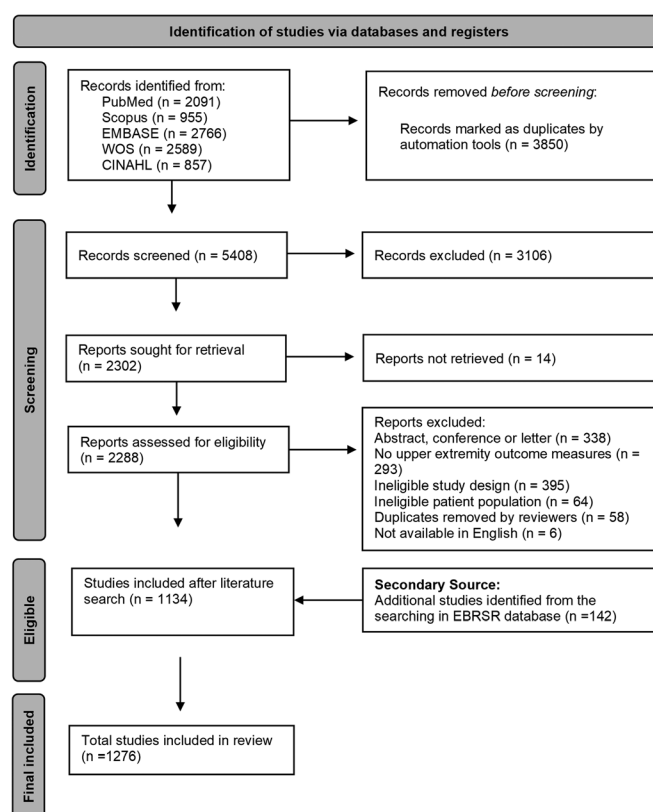 Identification of studies via databases and registers
Identification
Records identified from:
PubMed (n = 2091)
Scopus (n = 955)
EMBASE (n = 2766)
WOS (n = 2589)
CINAHL (n = 857)
Records removed before screening:
Records marked as duplicates by
automation tools (n = 3850)
Screening
Records screened (n = 5408)
Records excluded (n = 3106)
Reports sought for retrieval
(n = 2302)
Reports not retrieved (n = 14)
Reports assessed for eligibility
(n = 2288)
Reports excluded:
Abstract, conference or letter (n = 338)
No upper extremity outcome measures (n =
293)
Ineligible study design (n = 395)
Ineligible patient population (n = 64)
Duplicates removed by reviewers (n = 58)
Not available in English (n = 6)
Eligible
Studies included after literature
search (n = 1134)
Secondary Source:
Additional studies identified from the
searching in EBRSR database (n =142)
Final included
Total studies included in review
(n =1276)